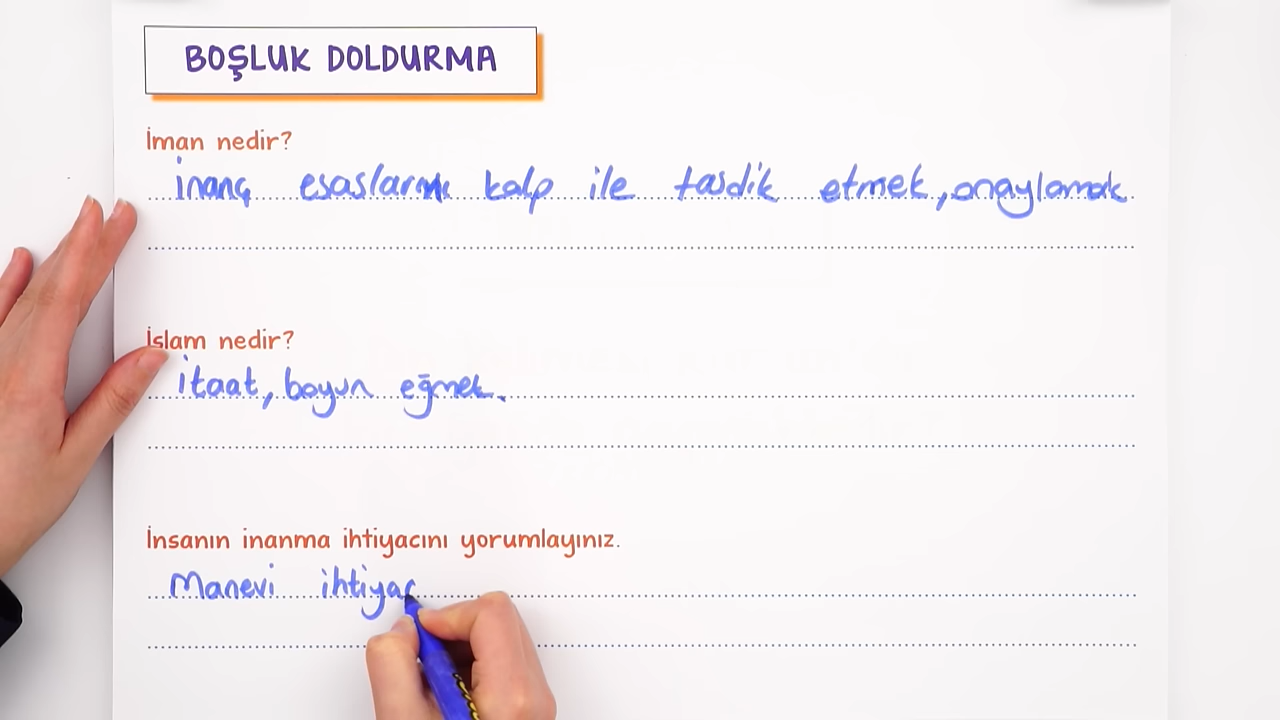 BOŞLUK DOLDURMA
İman nedir?
inanç esaslarını kalp ile tasdik etmek, onaylamak
İslam nedir?
itaat, boyun eğmek.
İnsanın inanma ihtiyacını yorumlayınız.
Manevi ihtiyaç